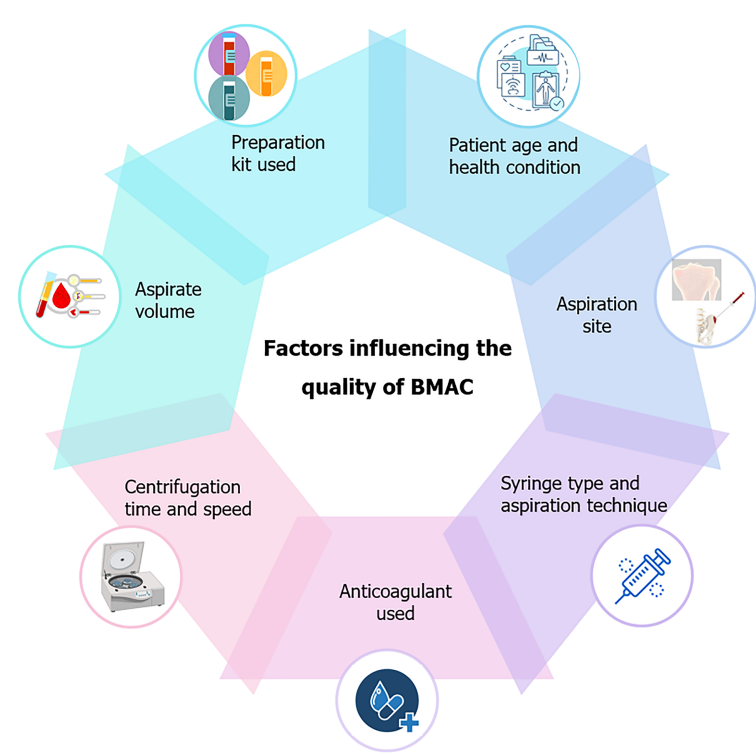 Factors influencing the
quality of BMAC
Patient age and
health condition
Aspiration
site
Syringe type and
aspiration technique
Anticoagulant
used
Centrifugation
time and speed
Aspirate
volume
Preparation
kit used